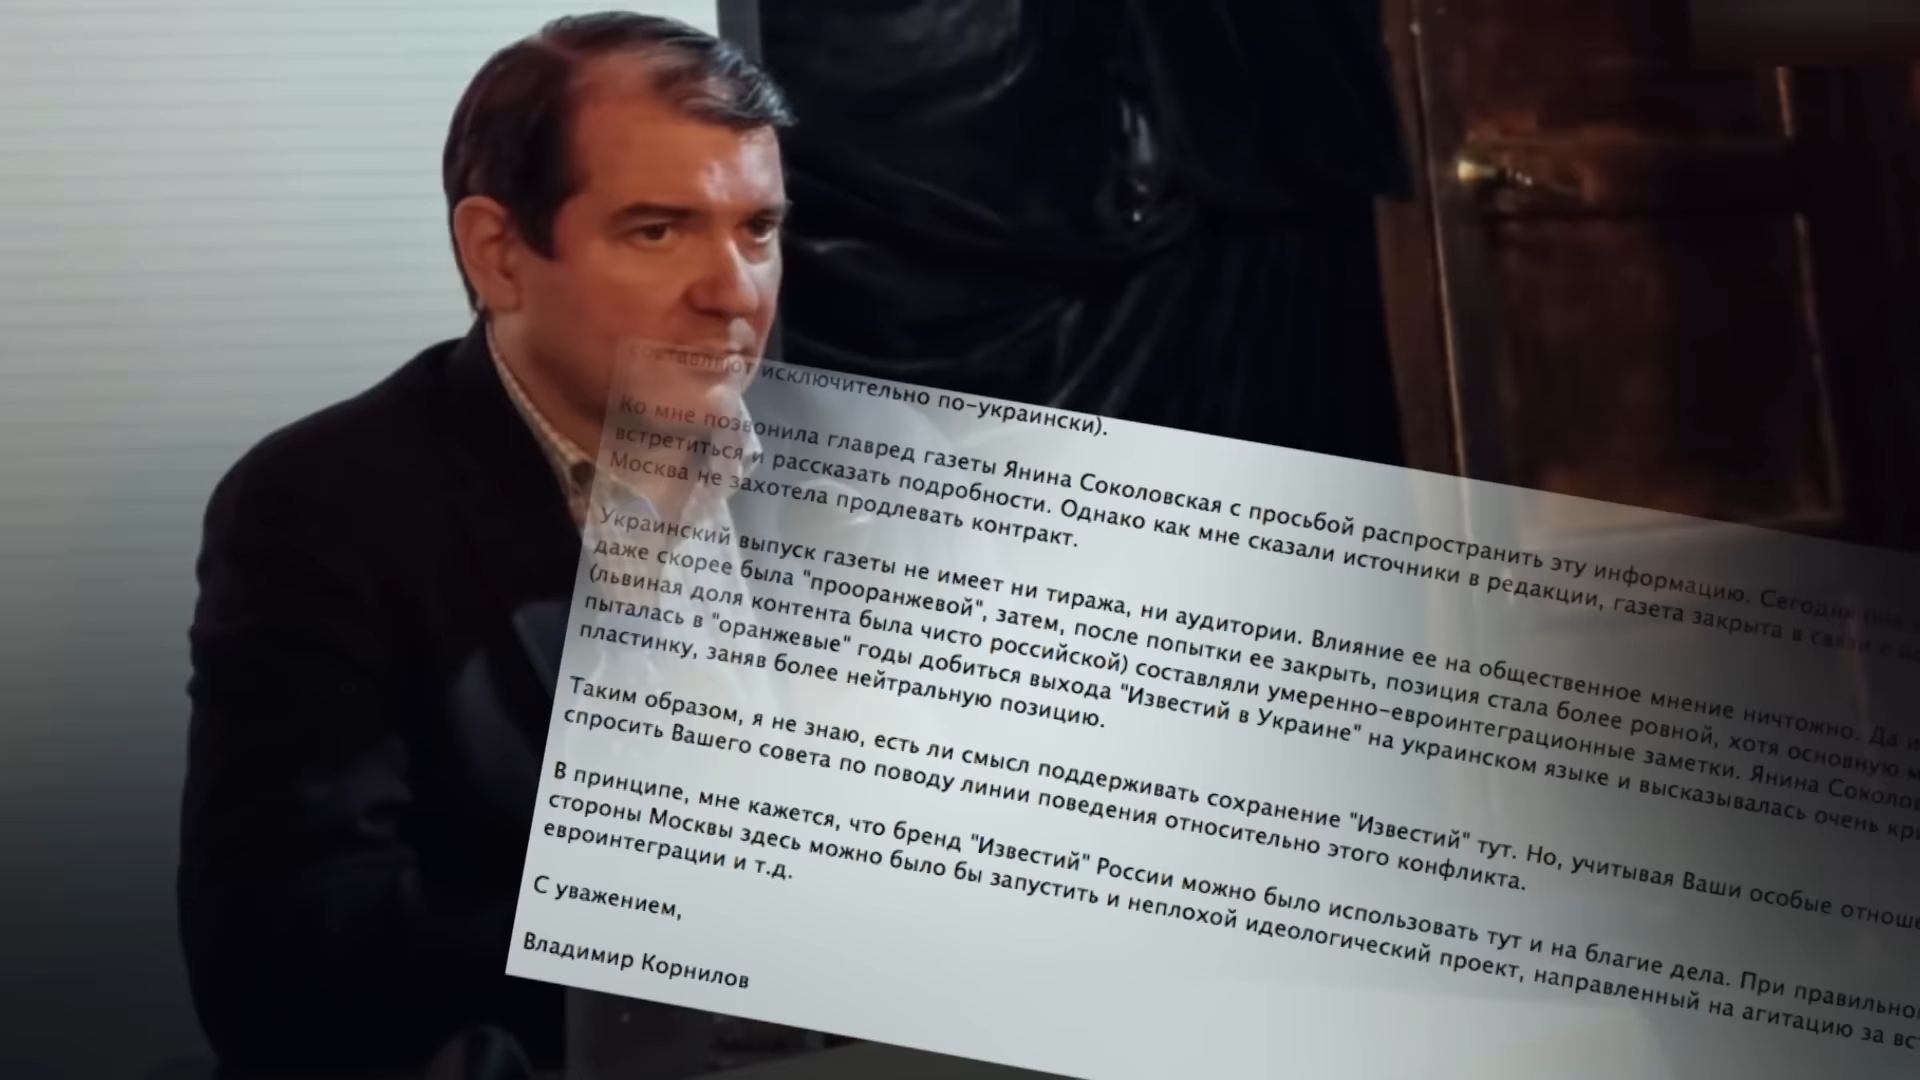 составляют исключительно по-украински).
Ко мне позвонила главред газеты Янина Соколовская с просьбой распространить эту информацию. Сегодня она
встретиться и рассказать подробности. Однако как мне сказали источники в редакции, газета закрыта в связи с
Москва не захотела продлевать контракт.
Украинский выпуск газеты не имеет ни тиража, ни аудитории. Влияние ее на общественное мнение ничтожно. Да и
даже скорее была "прооранжевой", затем, после попытки ее закрыть, позиция стала более ровной, хотя основную
(львиная доля контента была чисто российской) составляли умеренно-евроинтеграционные заметки. Янина
пыталась в "оранжевые" годы добиться выхода "Известий в Украине" на украинском языке и высказывалась очень
пластинку, заняв более нейтральную позицию.
Таким образом, я не знаю, есть ли смысл поддерживать сохранение "Известий" тут. Но, учитывая Ваши особые
спросить Вашего совета по поводу линии поведения относительно этого конфликта.
В принципе, мне кажется, что бренд "Известий" России можно было использовать тут и на благие дела. При
стороны Москвы здесь можно было бы запустить и неплохой идеологический проект, направленный на агитацию за
евроинтеграции и т.д.
С уважением,
Владимир Корнилов